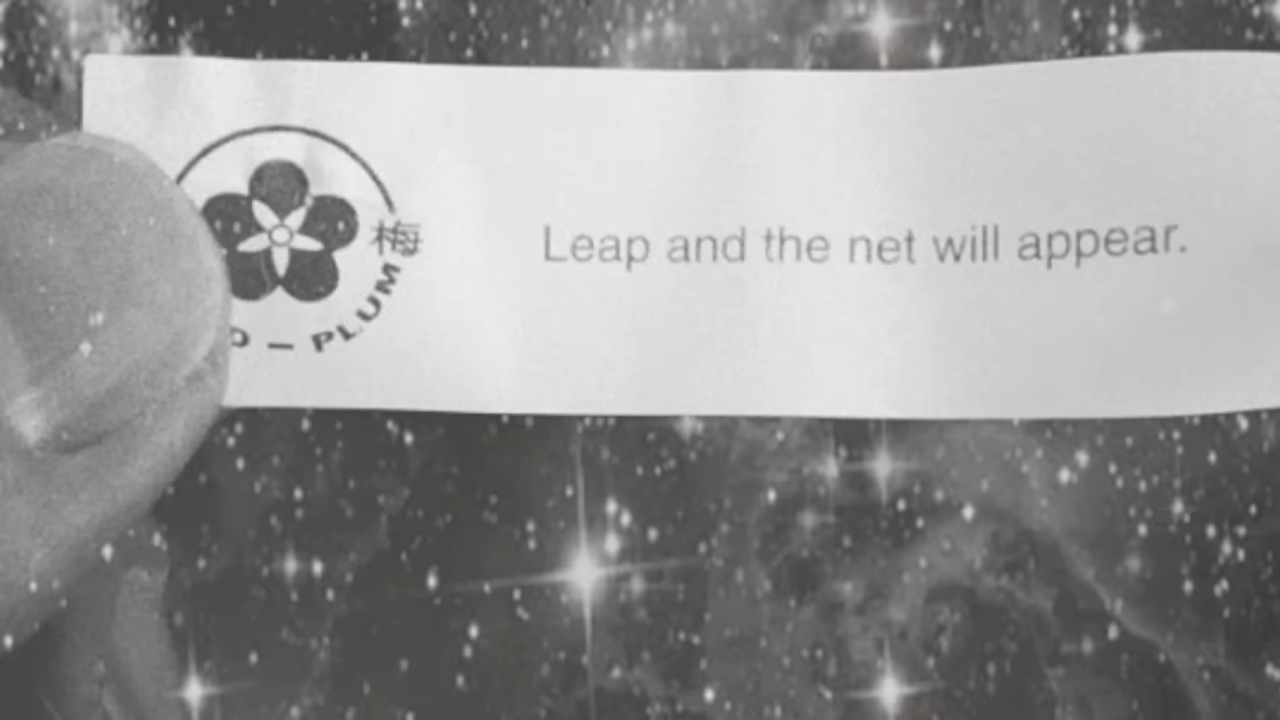 Leap and the net will appear.
梅
PLUM